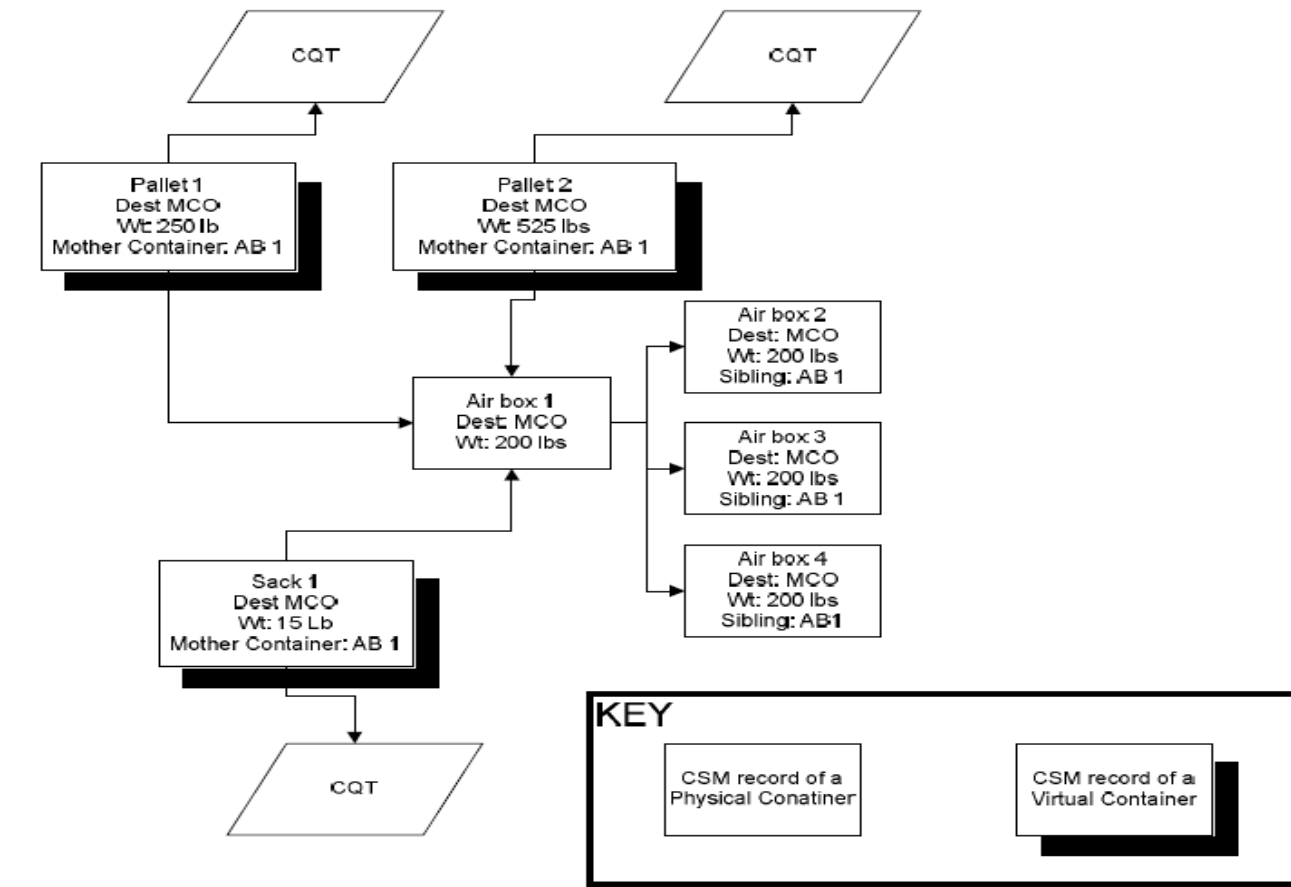 CQT
CQT
Pallet 1
Dest MCO
Wt: 250 lb
Mother Container: AB 1
Pallet 2
Dest MCO
Wt: 525 lbs
Mother Container: AB 1
Air box 2
Dest: MCO
Wt: 200 lbs
Sibling: AB 1
Air box 1
Dest: MCO
Wt: 200 lbs
Air box 3
Dest: MCO
Wt: 200 lbs
Sibling: AB 1
Air box 4
Dest: MCO
Wt: 200 lbs
Sibling: AB1
Sack 1
Dest MCO
Wt: 15 Lb
Mother Container: AB 1
CQT
KEY
CSM record of a
Physical Conatiner
CSM record of a
Virtual Container